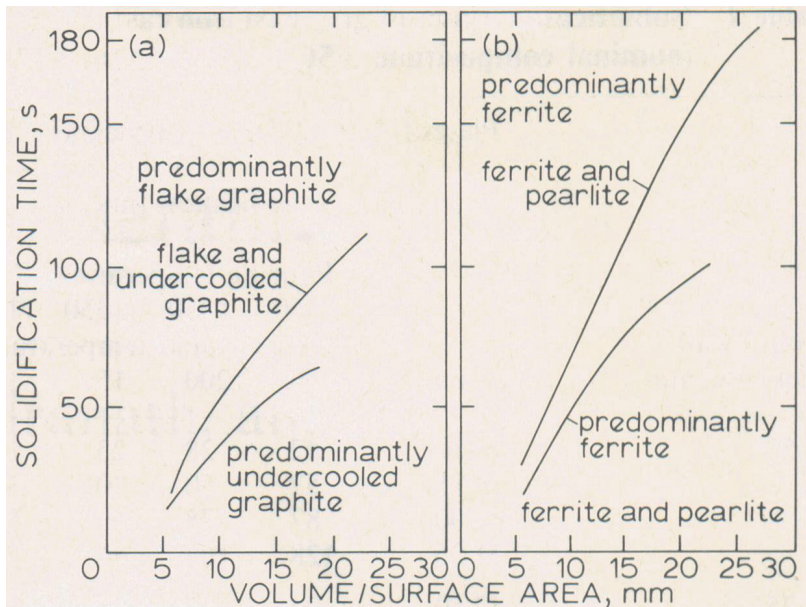 (a)
(b)
180
150
100
50
0
SOLIDIFICATION TIME, s
predominantly
flake graphite
flake and
undercooled
graphite
predominantly
undercooled
graphite
predominantly
ferrite
ferrite and
pearlite
predominantly
ferrite
ferrite and pearlite
0 5 10 15 20 25 30
0 5 10 15 20 25 30
VOLUME/SURFACE AREA, mm